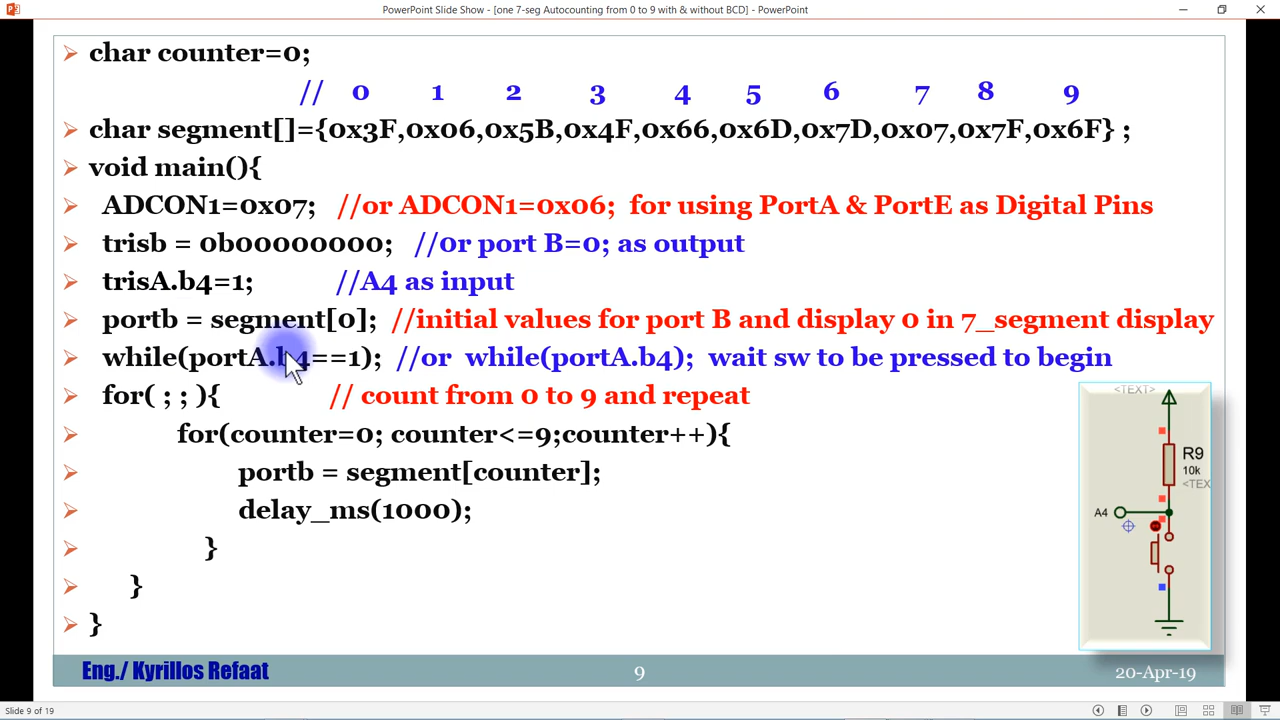 PowerPoint Slide Show - [one 7-seg Autocounting from 0 to 9 with & without BCD] - PowerPoint
char counter=0;
// 0 1 2 3 4 5 6 7 8 9
char segment[]={0x3F,0x06,0x5B,0x4F,0x66,0x6D,0x7D,0x07,0x7F,0x6F} ;
void main(){
ADCON1=0x07; //or ADCON1=0x06; for using PortA & PortE as Digital Pins
trisb = 0b00000000; //0r port B=0; as output
trisA.b4=1; //A4 as input
portb = segment[0]; //initial values for port B and display 0 in 7_segment display
while(portA.b4==1); //or while(portA.b4); wait sw to be pressed to begin
for( ; ; ){ // count from 0 to 9 and repeat
for(counter=0; counter<=9;counter++){
portb = segment[counter];
delay_ms(1000);
}
}
}
<TEXT>
R9
10k
<TEX
A4
Eng./ Kyrillos Refaat
9
20-Apr-19
Slide 9 of 19